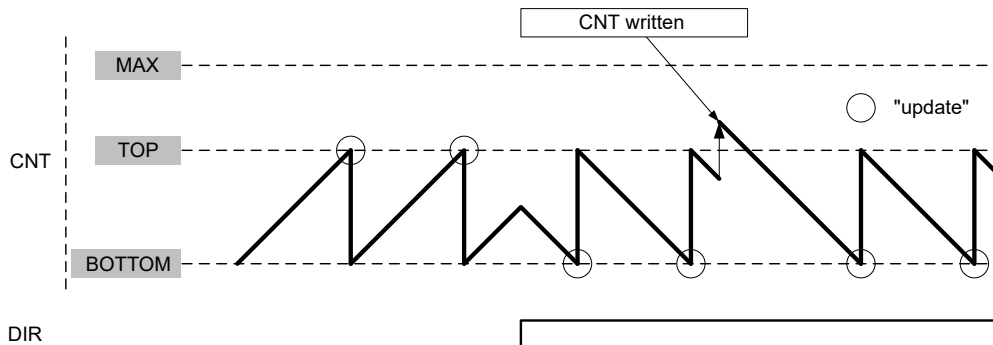 CNT written
MAX
"update"
TOP
CNT
BOTTOM
DIR